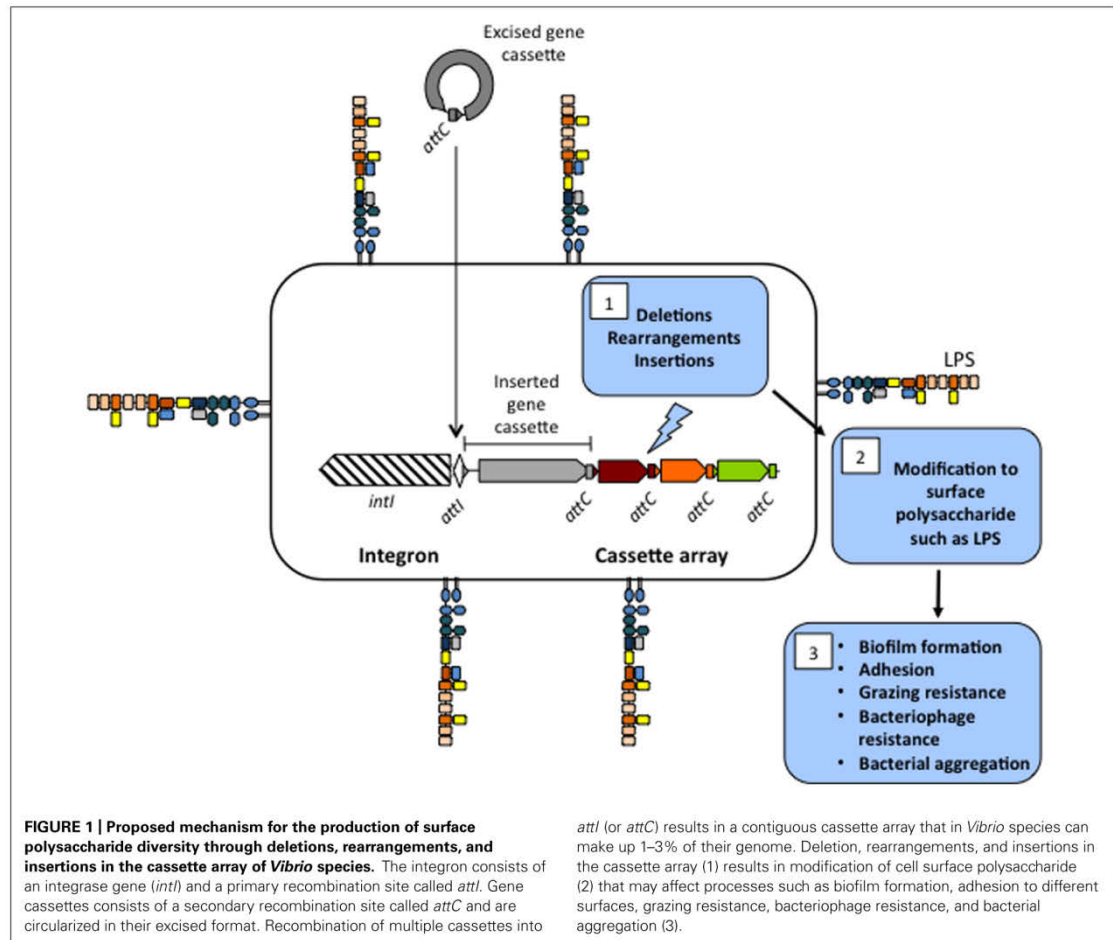 Excised gene
cassette
attC
1
Deletions
Rearrangements
Insertions
LPS
Inserted
gene
cassette
2
Modification to
surface
polysaccharide
such as LPS
intI
attI
attC
attC
attC
attC
Integron
Cassette array
3
• Biofilm formation
• Adhesion
• Grazing resistance
• Bacteriophage
resistance
• Bacterial aggregation
FIGURE 1 | Proposed mechanism for the production of surface
polysaccharide diversity through deletions, rearrangements, and
insertions in the cassette array of Vibrio species. The integron consists of
an integrase gene (intI) and a primary recombination site called attI. Gene
cassettes consists of a secondary recombination site called attC and are
circularized in their excised format. Recombination of multiple cassettes into
attI (or attC) results in a contiguous cassette array that in Vibrio species can
make up 1–3% of their genome. Deletion, rearrangements, and insertions in
the cassette array (1) results in modification of cell surface polysaccharide
(2) that may affect processes such as biofilm formation, adhesion to different
surfaces, grazing resistance, bacteriophage resistance, and bacterial
aggregation (3).